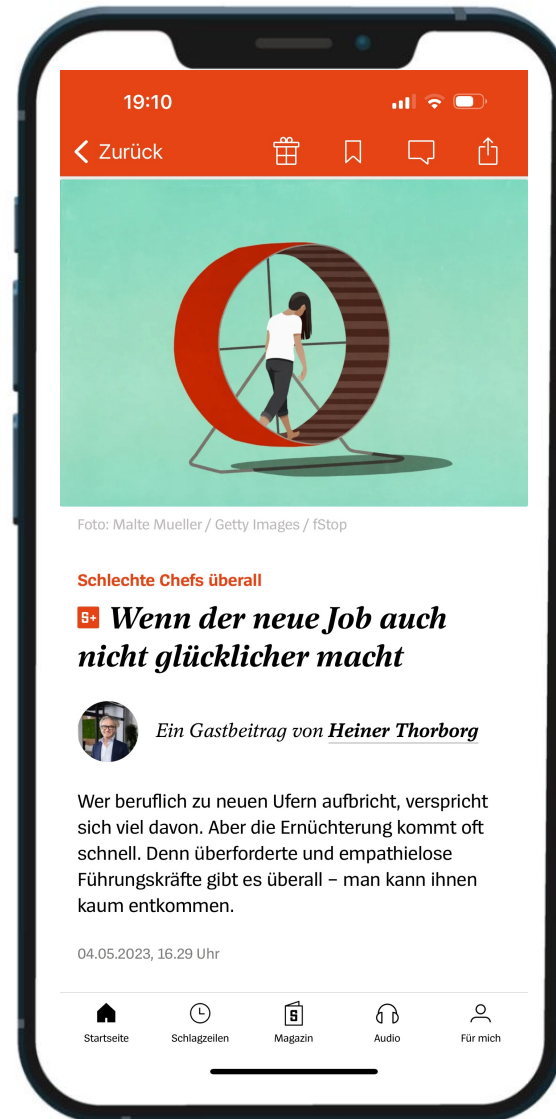 19:10
Zurück
Foto: Malte Mueller / Getty Images / fStop
Schlechte Chefs überall
S+ Wenn der neue Job auch
nicht glücklicher macht
Ein Gastbeitrag von Heiner Thorborg
Wer beruflich zu neuen Ufern aufbricht, verspricht
sich viel davon. Aber die Ernüchterung kommt oft
schnell. Denn überforderte und empathielose
Führungskräfte gibt es überall – man kann ihnen
kaum entkommen.
04.05.2023, 16.29 Uhr
S
Startseite Schlagzeilen Magazin Audio Für mich